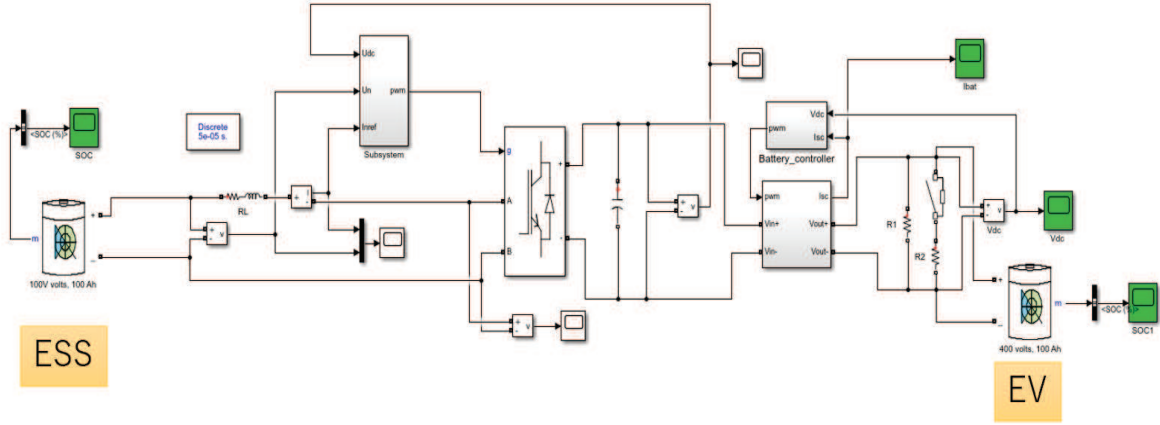 Udc
Un
Inref
pwm
Subsystem
<SOC (%)>
SOC
Discrete
5e-05 s.
+
_
m
100V volts, 100 Ah
ESS
RL
+
-
v
i
+
-
g
A
B
+
-
+
-
v
+
-
v
Ibat
Vdc
Isc
pwm
Battery_controller
pwm
Vin+
Vin-
Isc
Vout+
Vout-
R1
R2
+
-
v
Vdc
Vdc
+
_
m
400 volts, 100 Ah
<SOC (%)>
SOC1
EV